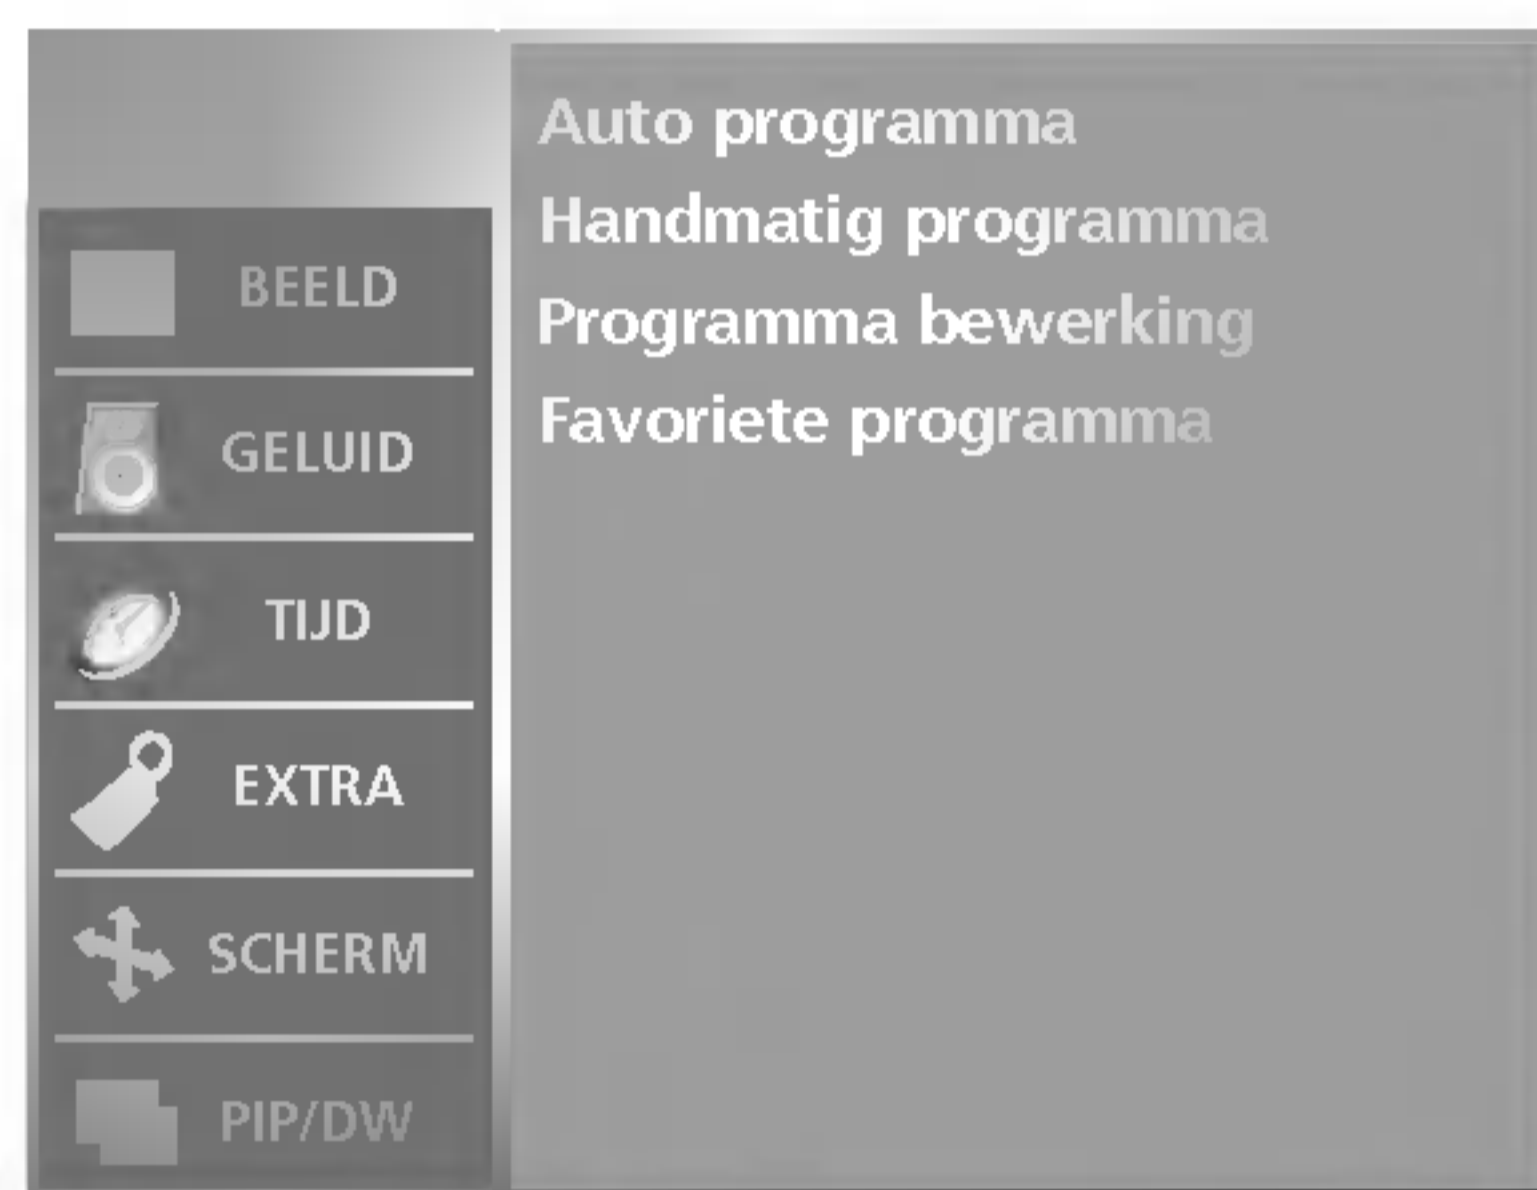 Auto programma
Handmatig programma
Programma bewerking
Favoriete programma
BEELD
GELUID
TIJD
EXTRA
SCHERM
PIP/DW